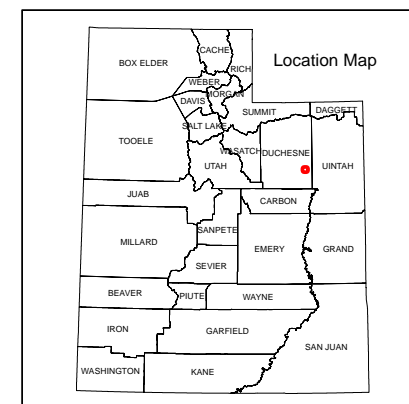 Location Map
BOX ELDER
CACHE
RICH
WEBER
MORGAN
DAVIS
SUMMIT
DAGGETT
SALT LAKE
TOOELE
WASATCH
DUCHESNE
UINTAH
UTAH
JUAB
CARBON
SANPETE
MILLARD
EMERY
GRAND
SEVIER
BEAVER
PIUTE
WAYNE
IRON
GARFIELD
SAN JUAN
WASHINGTON
KANE